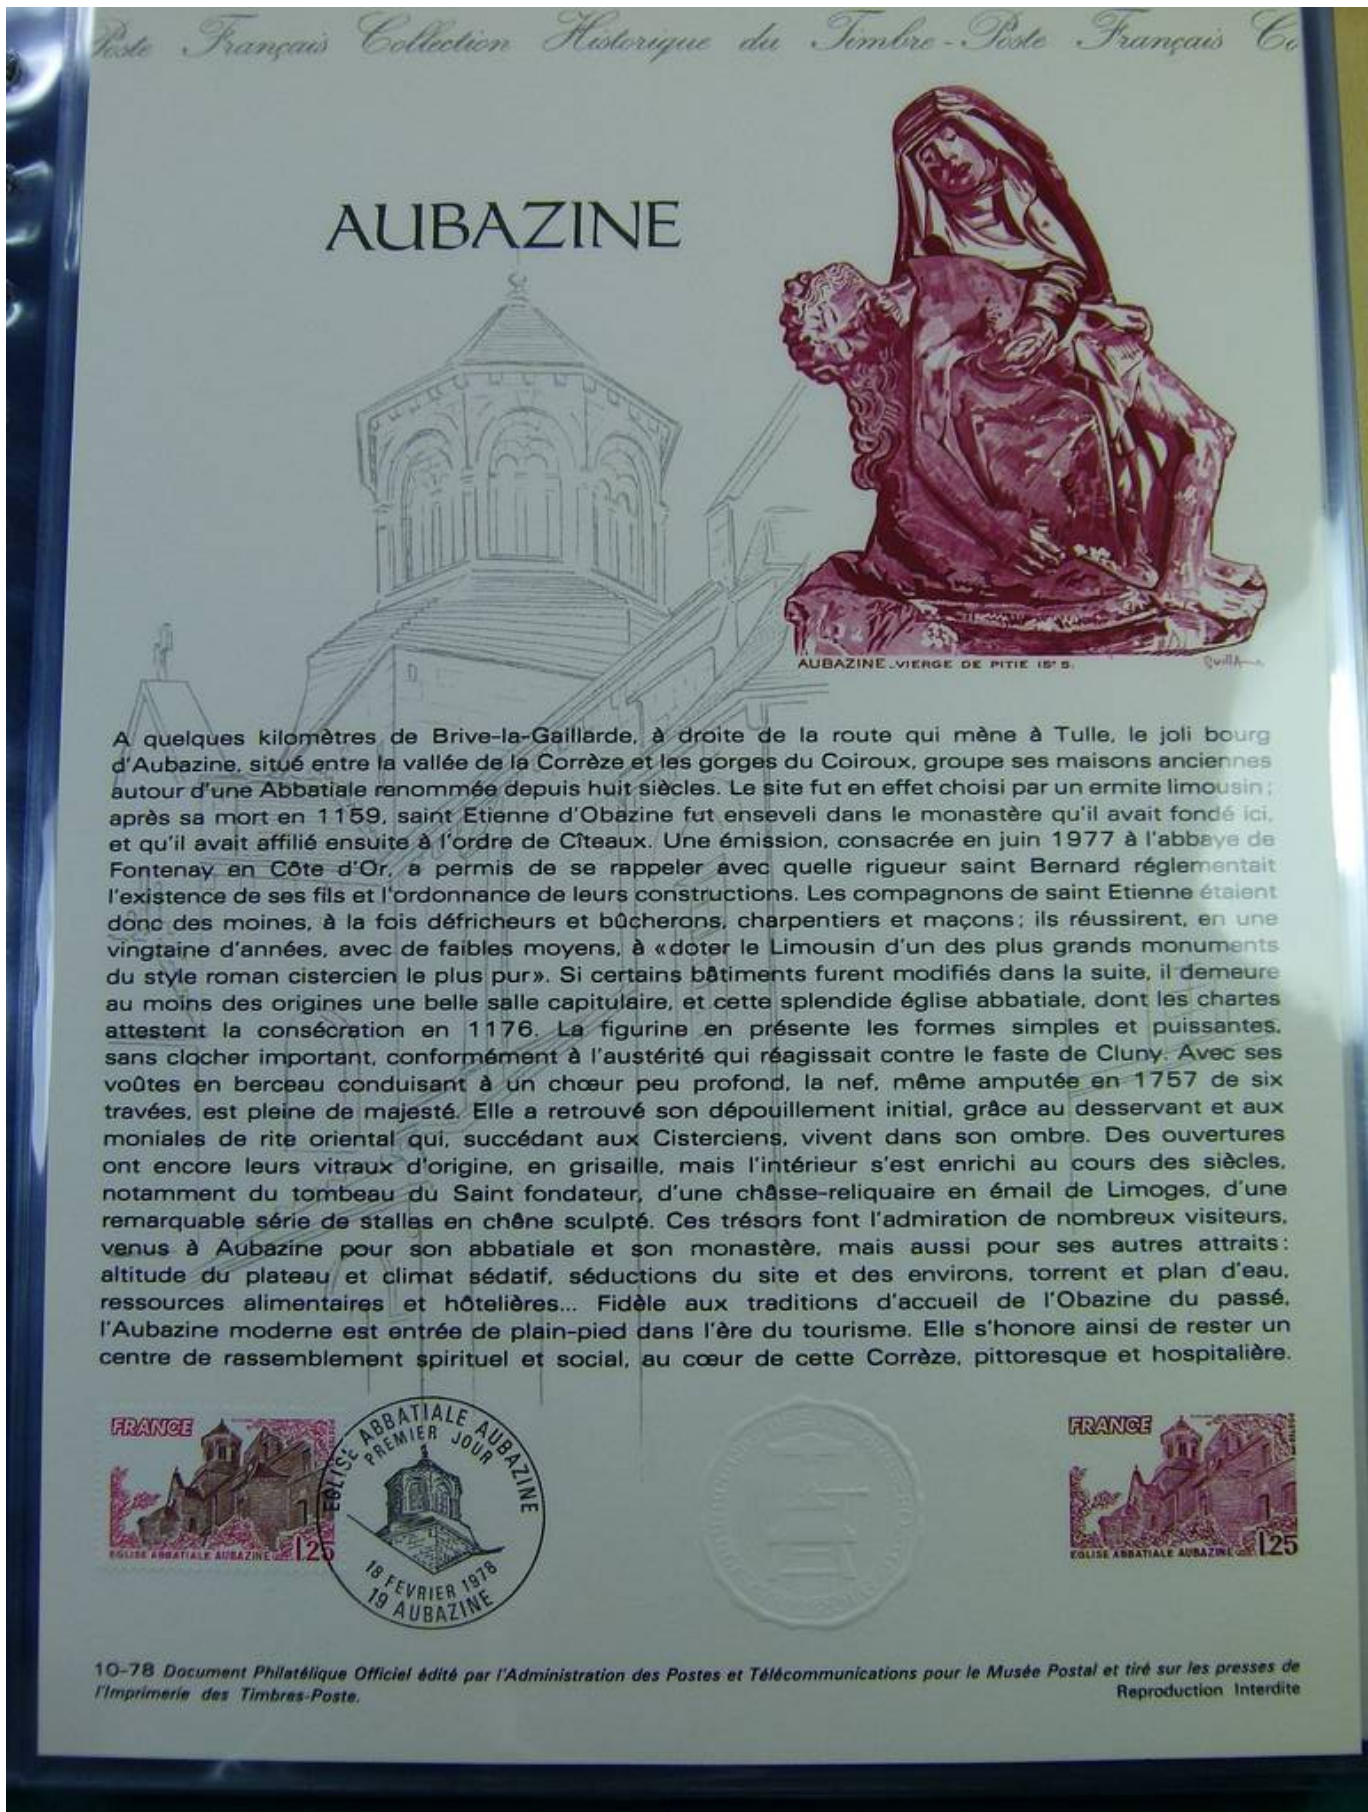 Poste Français Collection Historique du Timbre-Poste Français Co
AUBAZINE
AUBAZINE_VIERGE DE PITIE 15e S.
A quelques kilomètres de Brive-la-Gaillarde, à droite de la route qui mène à Tulle, le joli bourg
d'Aubazine, situé entre la vallée de la Corrèze et les gorges du Coiroux, groupe ses maisons anciennes
autour d'une Abbatiale renommée depuis huit siècles. Le site fut en effet choisi par un ermite limousin ;
après sa mort en 1159, saint Etienne d'Obazine fut enseveli dans le monastère qu'il avait fondé ici,
et qu'il avait affilié ensuite à l'ordre de Cîteaux. Une émission, consacrée en juin 1977 à l'abbaye de
Fontenay en Côte d'Or, a permis de se rappeler avec quelle rigueur saint Bernard réglementait
l'existence de ses fils et l'ordonnance de leurs constructions. Les compagnons de saint Etienne étaient
donc des moines, à la fois défricheurs et bûcherons, charpentiers et maçons ; ils réussirent, en une
vingtaine d'années, avec de faibles moyens, à «doter le Limousin d'un des plus grands monuments
du style roman cistercien le plus pur». Si certains bâtiments furent modifiés dans la suite, il demeure
au moins des origines une belle salle capitulaire, et cette splendide église abbatiale, dont les chartes
attestent la consécration en 1176. La figurine en présente les formes simples et puissantes,
sans clocher important, conformément à l'austérité qui réagissait contre le faste de Cluny. Avec ses
voûtes en berceau conduisant à un chœur peu profond, la nef, même amputée en 1757 de six
travées, est pleine de majesté. Elle a retrouvé son dépouillement initial, grâce au desservant et aux
moniales de rite oriental qui, succédant aux Cisterciens, vivent dans son ombre. Des ouvertures
ont encore leurs vitraux d'origine, en grisaille, mais l'intérieur s'est enrichi au cours des siècles,
notamment du tombeau du Saint fondateur, d'une châsse-reliquaire en émail de Limoges, d'une
remarquable série de stalles en chêne sculpté. Ces trésors font l'admiration de nombreux visiteurs,
venus à Aubazine pour son abbatiale et son monastère, mais aussi pour ses autres attraits :
altitude du plateau et climat sédatif, séductions du site et des environs, torrent et plan d'eau,
ressources alimentaires et hôtelières... Fidèle aux traditions d'accueil de l'Obazine du passé,
l'Aubazine moderne est entrée de plain-pied dans l'ère du tourisme. Elle s'honore ainsi de rester un
centre de rassemblement spirituel et social, au cœur de cette Corrèze, pittoresque et hospitalière.
FRANCE
EGLISE ABBATIALE AUBAZINE 1,25
EGLISE ABBATIALE AUBAZINE
PREMIER JOUR
18 FEVRIER 1978
19 AUBAZINE
FRANCE
EGLISE ABBATIALE AUBAZINE 1,25
10-78 Document Philatélique Officiel édité par l'Administration des Postes et Télécommunications pour le Musée Postal et tiré sur les presses de
l'Imprimerie des Timbres-Poste.
Reproduction Interdite